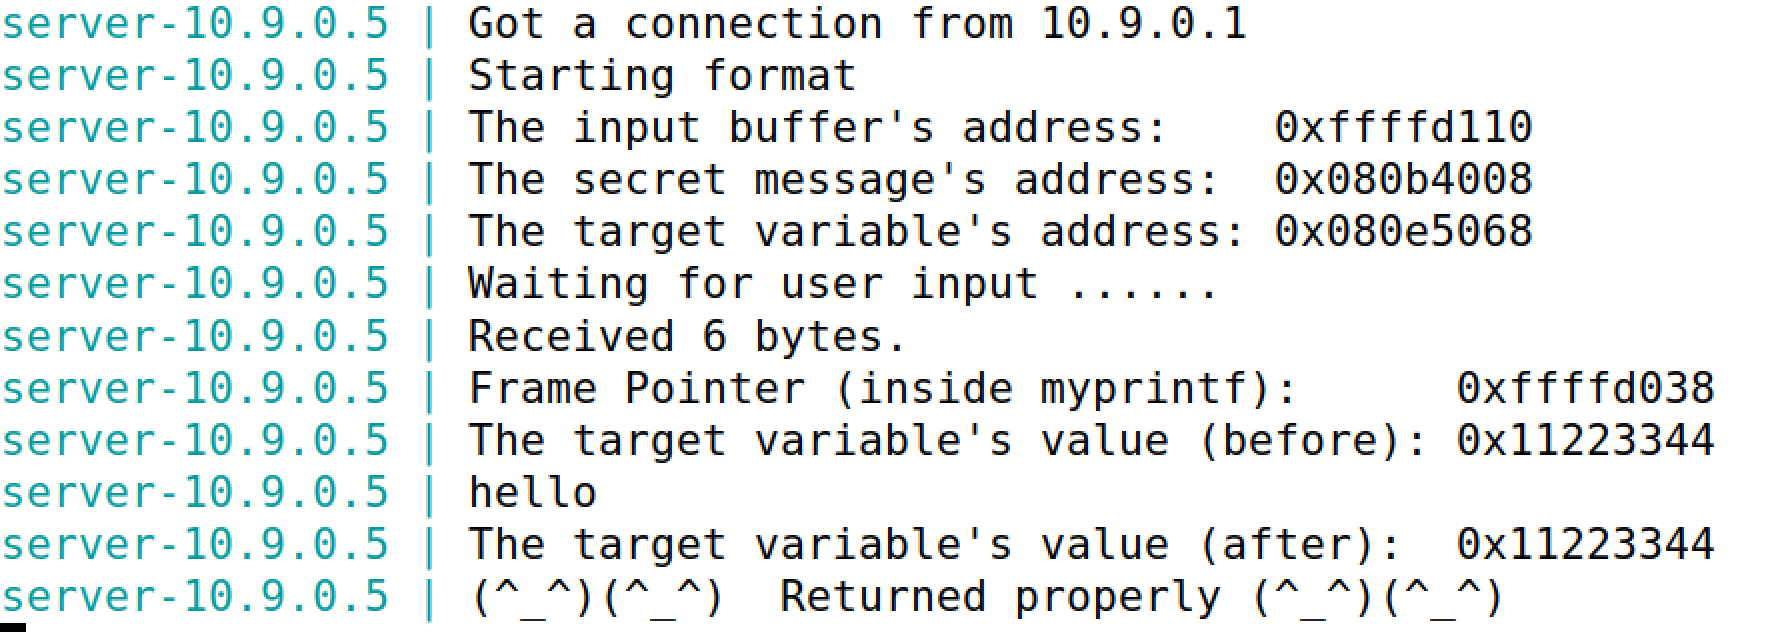 server-10.9.0.5 | Got a connection from 10.9.0.1
server-10.9.0.5 | Starting format
server-10.9.0.5 | The input buffer's address:    0xffffd110
server-10.9.0.5 | The secret message's address:  0x080b4008
server-10.9.0.5 | The target variable's address: 0x080e5068
server-10.9.0.5 | Waiting for user input ......
server-10.9.0.5 | Received 6 bytes.
server-10.9.0.5 | Frame Pointer (inside myprintf):      0xffffd038
server-10.9.0.5 | The target variable's value (before): 0x11223344
server-10.9.0.5 | hello
server-10.9.0.5 | The target variable's value (after):  0x11223344
server-10.9.0.5 | (^_^)(^_^)  Returned properly (^_^)(^_^)